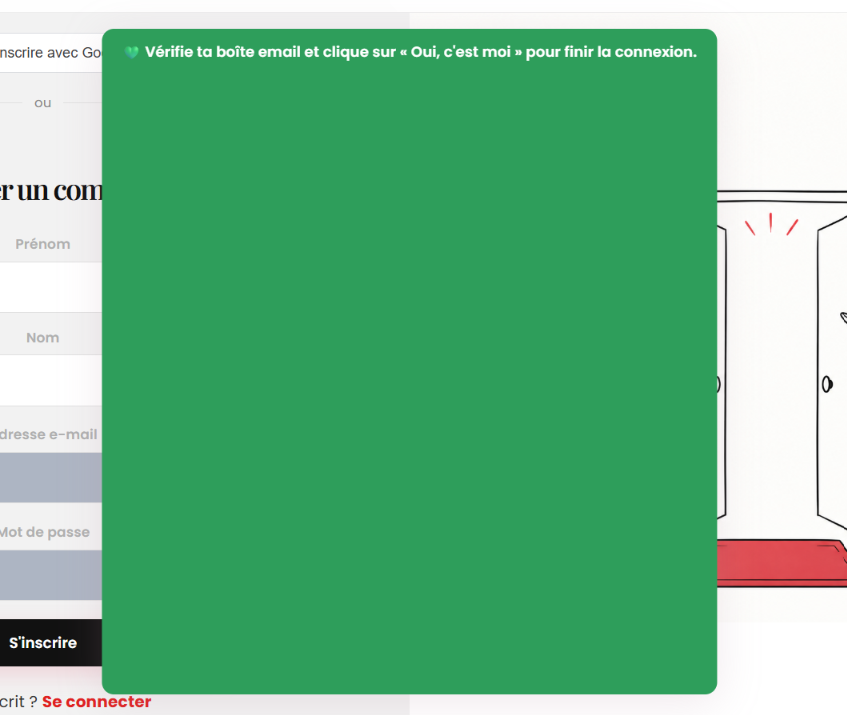 nscrire avec Go
💚 Vérifie ta boîte email et clique sur « Oui, c'est moi » pour finir la connexion.
ou
er un com
Prénom
Nom
dresse e-mail
Mot de passe
S'inscrire
crit ? Se connecter